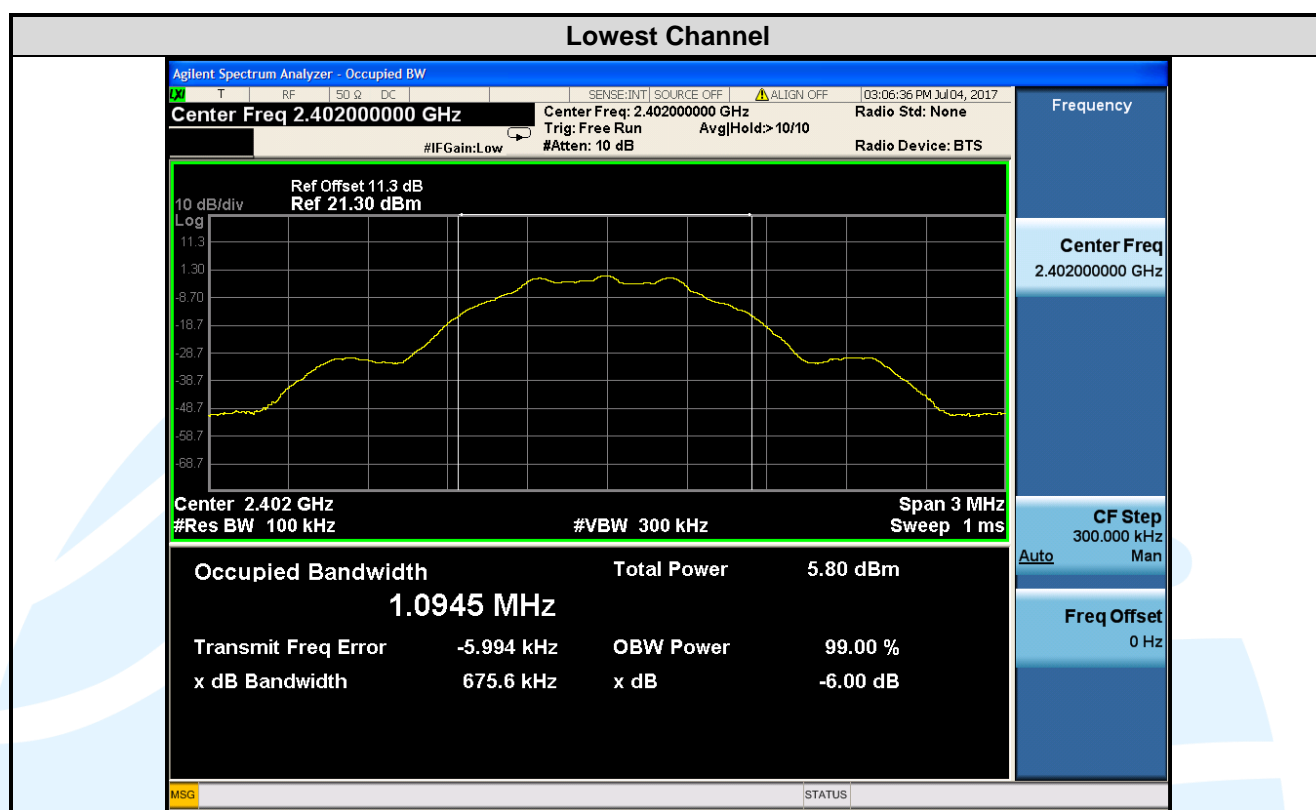 Lowest Channel
Agilent Spectrum Analyzer - Occupied BW
LXI T RF 50 Ω DC SENSE:INT SOURCE OFF ALIGN OFF 03:06:36 PM Jul 04, 2017
Center Freq 2.402000000 GHz
#IFGain:Low
Center Freq: 2.402000000 GHz
Trig: Free Run Avg|Hold:> 10/10
#Atten: 10 dB
Radio Std: None
Radio Device: BTS
Frequency
Ref Offset 11.3 dB
10 dB/div Ref 21.30 dBm
Log
11.3
1.30
-8.70
-18.7
-28.7
-38.7
-48.7
-58.7
-68.7
Center 2.402 GHz Span 3 MHz
#Res BW 100 kHz #VBW 300 kHz Sweep 1 ms
Occupied Bandwidth Total Power 5.80 dBm
1.0945 MHz
Transmit Freq Error -5.994 kHz OBW Power 99.00 %
x dB Bandwidth 675.6 kHz x dB -6.00 dB
Center Freq
2.402000000 GHz
CF Step
300.000 kHz
Auto Man
Freq Offset
0 Hz
MSG STATUS